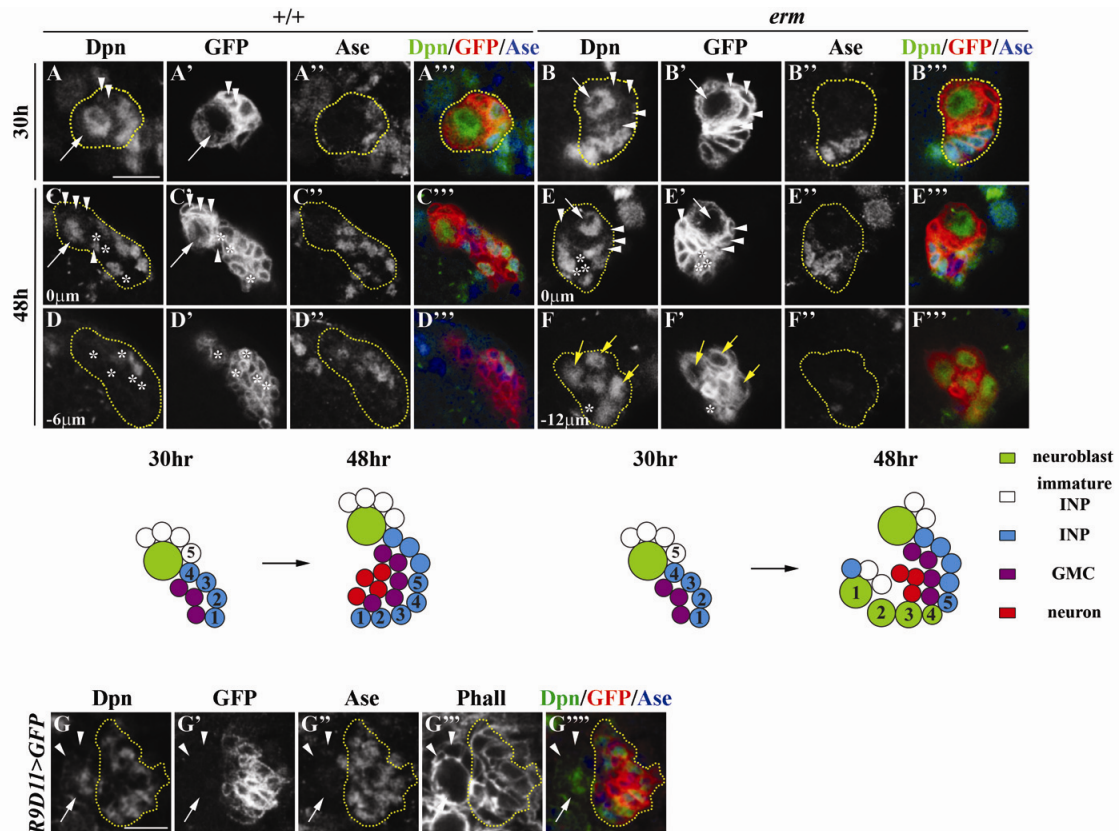 +/+ erm
Dpn GFP Ase Dpn/GFP/Ase Dpn GFP Ase Dpn/GFP/Ase
30h
A A’ A’’ A’’’ B B’ B’’ B’’’
48h
C C’ C’’ C’’’ E E’ E’’ E’’’
0μm 0μm
D D’ D’’ D’’’ F F’ F’’ F’’’
-6μm -12μm
30hr 48hr 30hr 48hr
neuroblast
immature
INP
INP
GMC
neuron
5 4 3 2 1
5 4 3 2 1
5 4 3 2 1
1 2 3 4 5
Dpn GFP Ase Phall Dpn/GFP/Ase
R9D11>GFP
G G’ G’’ G’’’ G’’’’